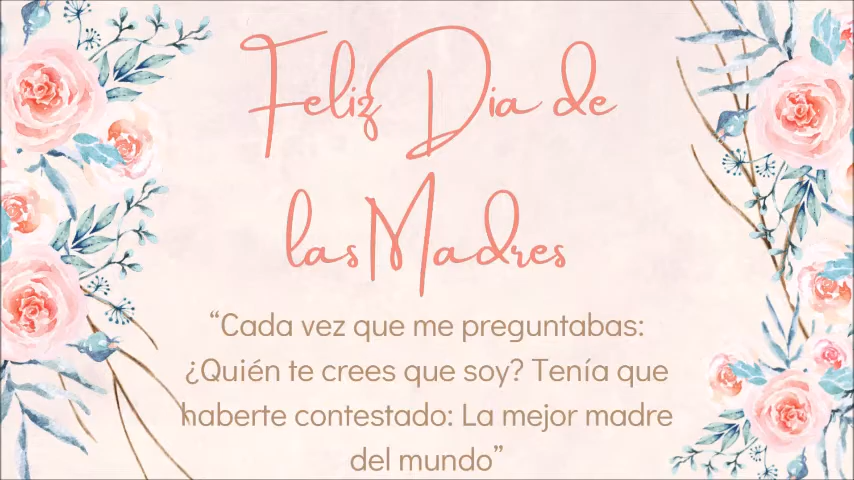 Feliz Dia de
las Madres
“Cada vez que me preguntabas:
¿Quién te crees que soy? Tenía que
haberte contestado: La mejor madre
del mundo”